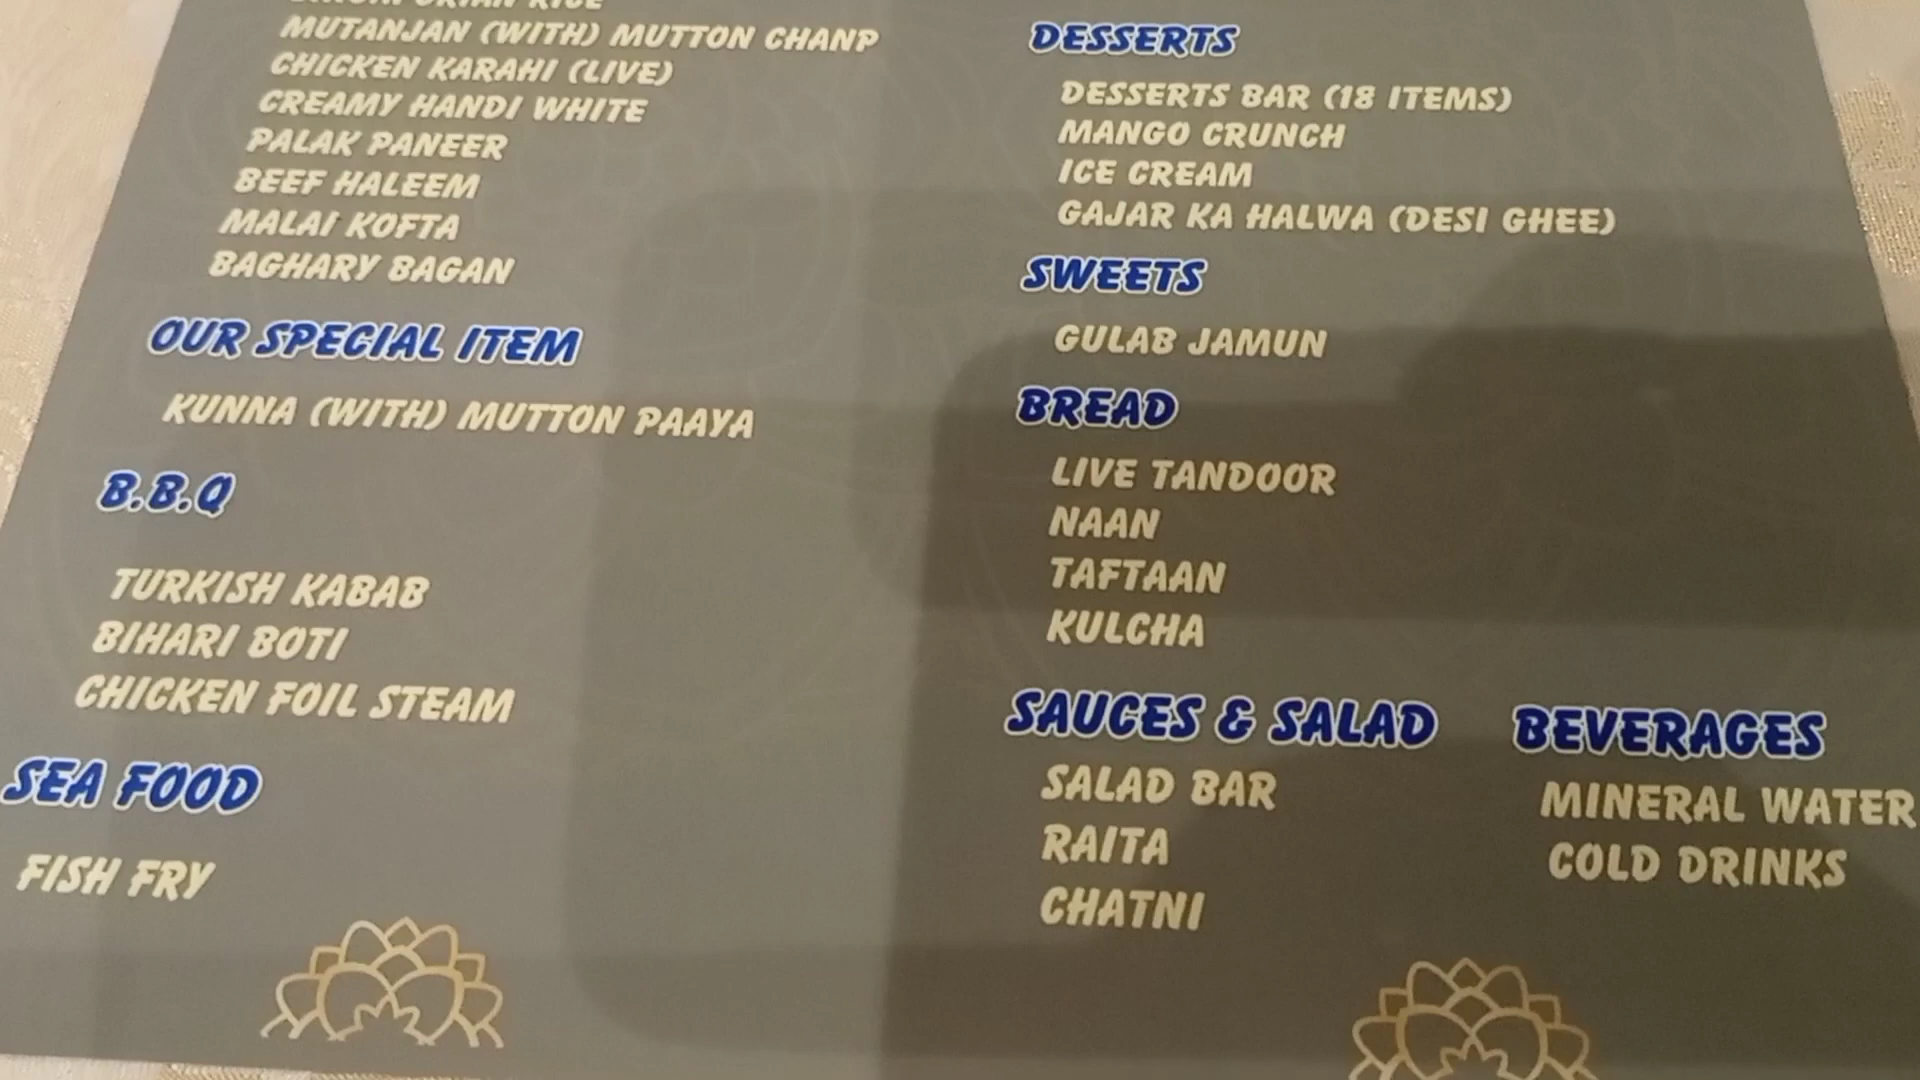 RICE
MUTANJAN (WITH) MUTTON CHANP
CHICKEN KARAHI (LIVE)
CREAMY HANDI WHITE
PALAK PANEER
BEEF HALEEM
MALAI KOFTA
BAGHARY BAGAN
OUR SPECIAL ITEM
KUNNA (WITH) MUTTON PAAYA
B.B.Q
TURKISH KABAB
BIHARI BOTI
CHICKEN FOIL STEAM
SEA FOOD
FISH FRY
DESSERTS
DESSERTS BAR (18 ITEMS)
MANGO CRUNCH
ICE CREAM
GAJAR KA HALWA (DESI GHEE)
SWEETS
GULAB JAMUN
BREAD
LIVE TANDOOR
NAAN
TAFTAAN
KULCHA
SAUCES & SALAD
SALAD BAR
RAITA
CHATNI
BEVERAGES
MINERAL WATER
COLD DRINKS